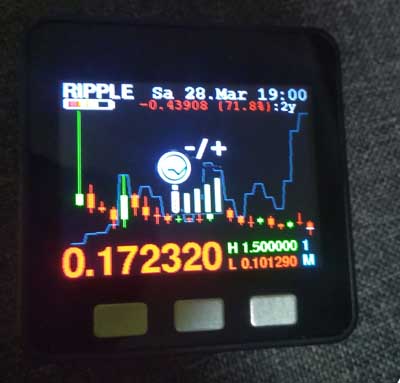 RIPPLE Sa 28.Mar 19:00
-0.43908 (71.8%):2y
-/+
0.172320 H 1.500000 1
L 0.101290 M